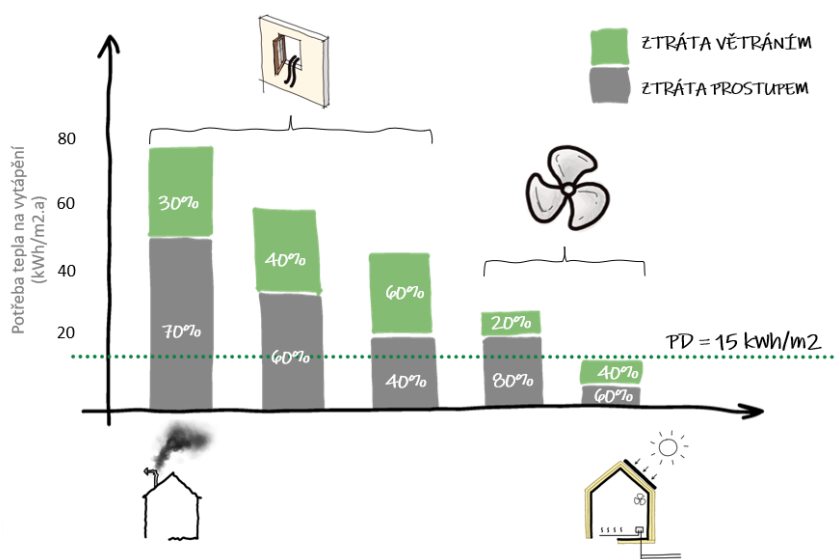 ZTRÁTA VĚTRÁNÍM
ZTRÁTA PROSTUPEM
Potřeba tepla na vytápění
(kWh/m2.a)
80
60
40
20
30%
70%
40%
60%
60%
40%
20%
80%
40%
60%
PD = 15 kWh/m2